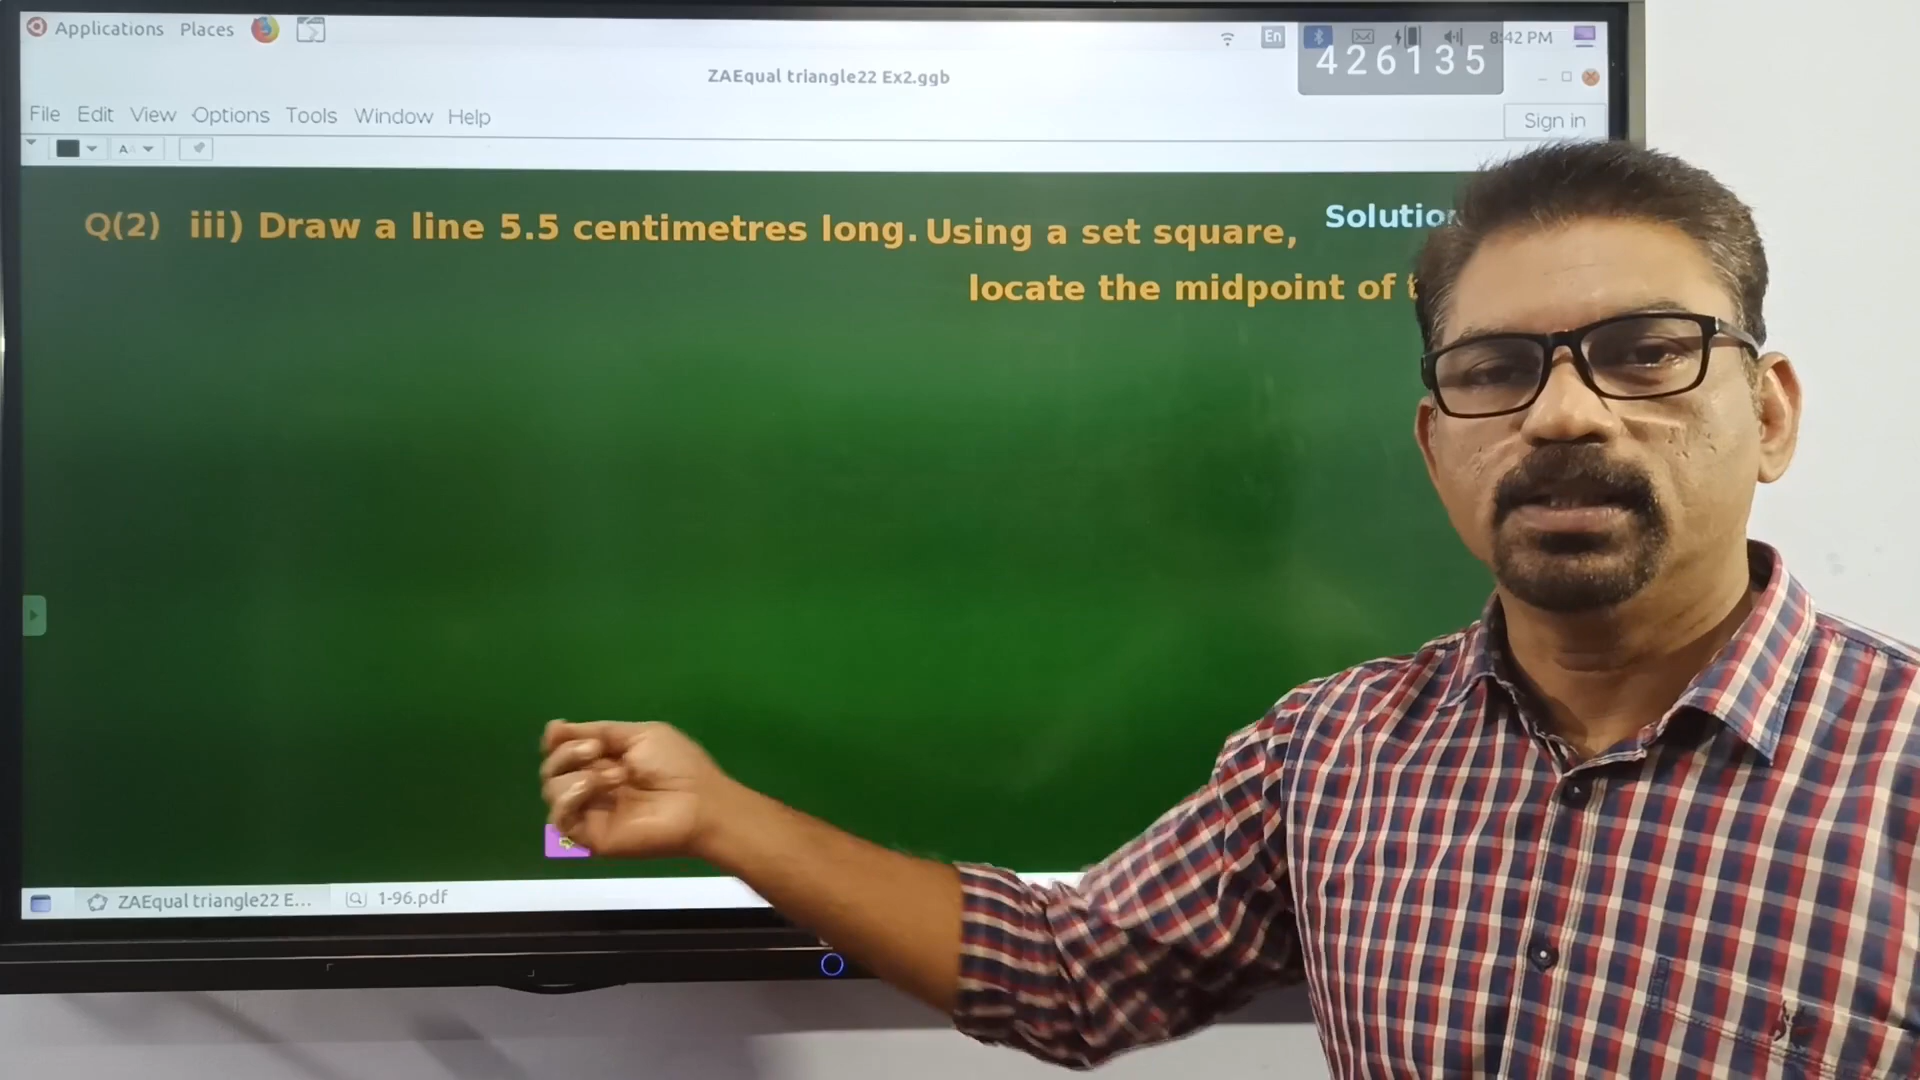 Applications Places
En
8:42 PM
426135
ZAEqual triangle22 Ex2.ggb
File Edit View Options Tools Window Help
Sign in
Q(2) iii) Draw a line 5.5 centimetres long. Using a set square,
locate the midpoint of
ZAEqual triangle22 E...
1-96.pdf